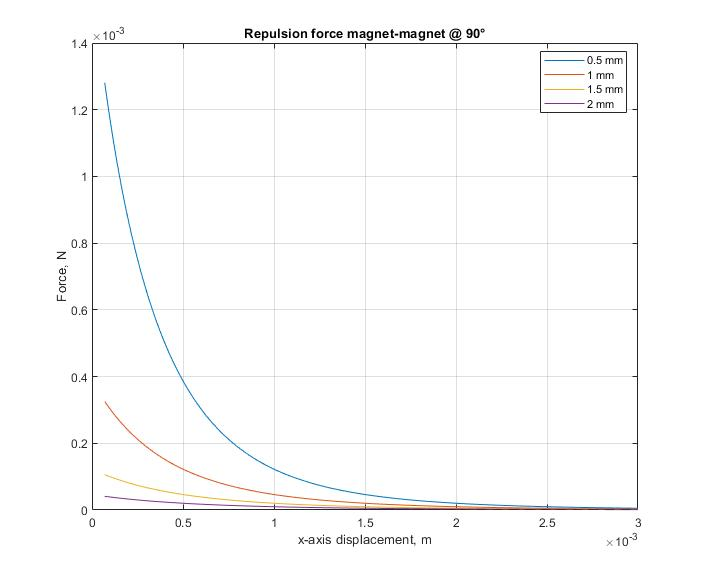 Repulsion force magnet-magnet @ 90°
×10-3
1.4
1.2
1
0.8
0.6
0.4
0.2
0
Force, N
0.5 mm
1 mm
1.5 mm
2 mm
0 0.5 1 1.5 2 2.5 3
x-axis displacement, m
×10-3